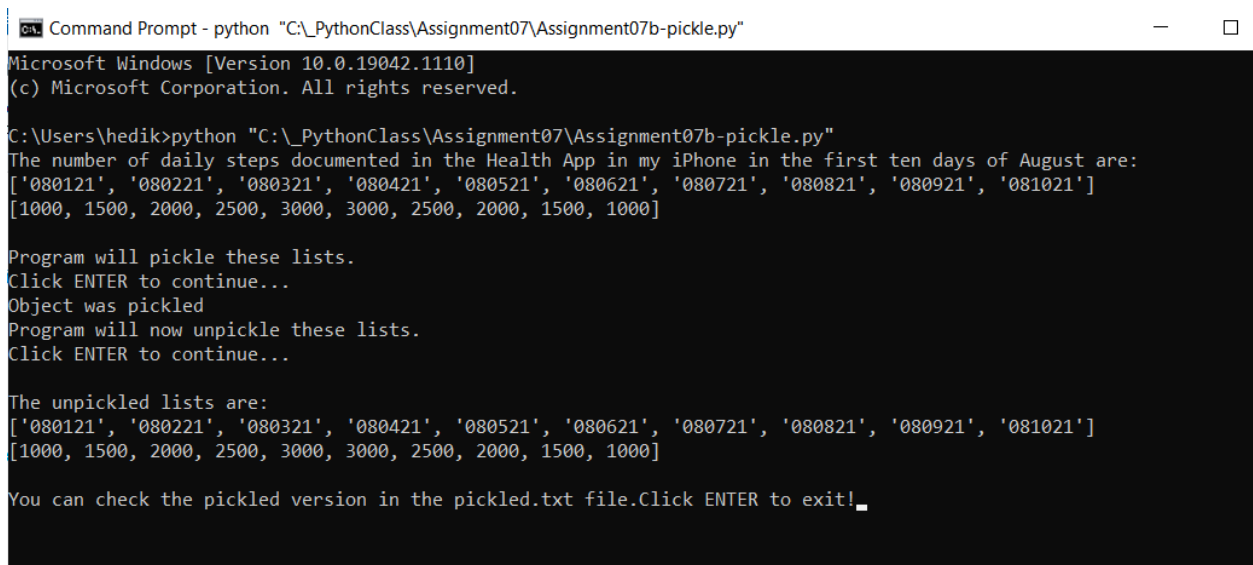 Command Prompt - python "C:\_PythonClass\Assignment07\Assignment07b-pickle.py"
Microsoft Windows [Version 10.0.19042.1110]
(c) Microsoft Corporation. All rights reserved.
C:\Users\hedik>python "C:\_PythonClass\Assignment07\Assignment07b-pickle.py"
The number of daily steps documented in the Health App in my iPhone in the first ten days of August are:
['080121', '080221', '080321', '080421', '080521', '080621', '080721', '080821', '080921', '081021']
[1000, 1500, 2000, 2500, 3000, 3000, 2500, 2000, 1500, 1000]
Program will pickle these lists.
Click ENTER to continue...
Object was pickled
Program will now unpickle these lists.
Click ENTER to continue...
The unpickled lists are:
['080121', '080221', '080321', '080421', '080521', '080621', '080721', '080821', '080921', '081021']
[1000, 1500, 2000, 2500, 3000, 3000, 2500, 2000, 1500, 1000]
You can check the pickled version in the pickled.txt file.Click ENTER to exit!